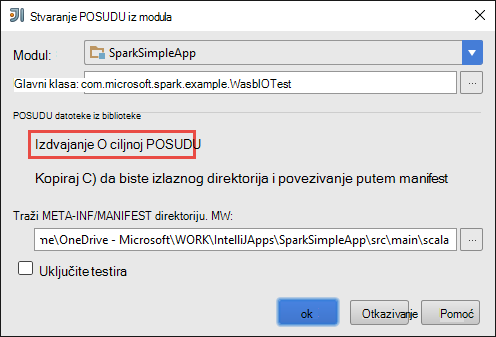 Stvaranje POSUDU iz modula
Modul: SparkSimpleApp
Glavni klasa: com.microsoft.spark.example.WasbIOTest ...
POSUDU datoteke iz biblioteke
Izdvajanje O ciljnoj POSUDU
Kopiraj C) da biste izlaznog direktorija i povezivanje putem manifest
Traži META-INF/MANIFEST direktoriju. MW:
me\OneDrive - Microsoft\WORK\IntelliJApps\SparkSimpleApp\src\main\scala ...
Uključite testira
ok Otkazivanje Pomoć